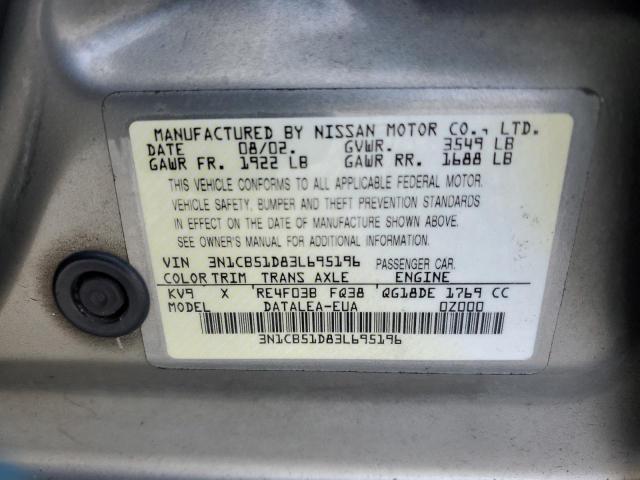 MANUFACTURED BY NISSAN MOTOR CO., LTD.
DATE 08/02. GVWR. 3549 LB
GAWR FR. 1922 LB GAWR RR. 1688 LB
THIS VEHICLE CONFORMS TO ALL APPLICABLE FEDERAL MOTOR.
VEHICLE SAFETY, BUMPER AND THEFT PREVENTION STANDARDS
IN EFFECT ON THE DATE OF MANUFACTURE SHOWN ABOVE.
SEE OWNER'S MANUAL FOR ADDITIONAL INFORMATION.
VIN 3N1CB51D83L695196 PASSENGER CAR.
COLOR TRIM TRANS AXLE ENGINE
KV9 X RE4F03B FQ38 QG18DE 1769 CC
MODEL DATALEA-EUA 0Z000
3N1CB51D83L695196